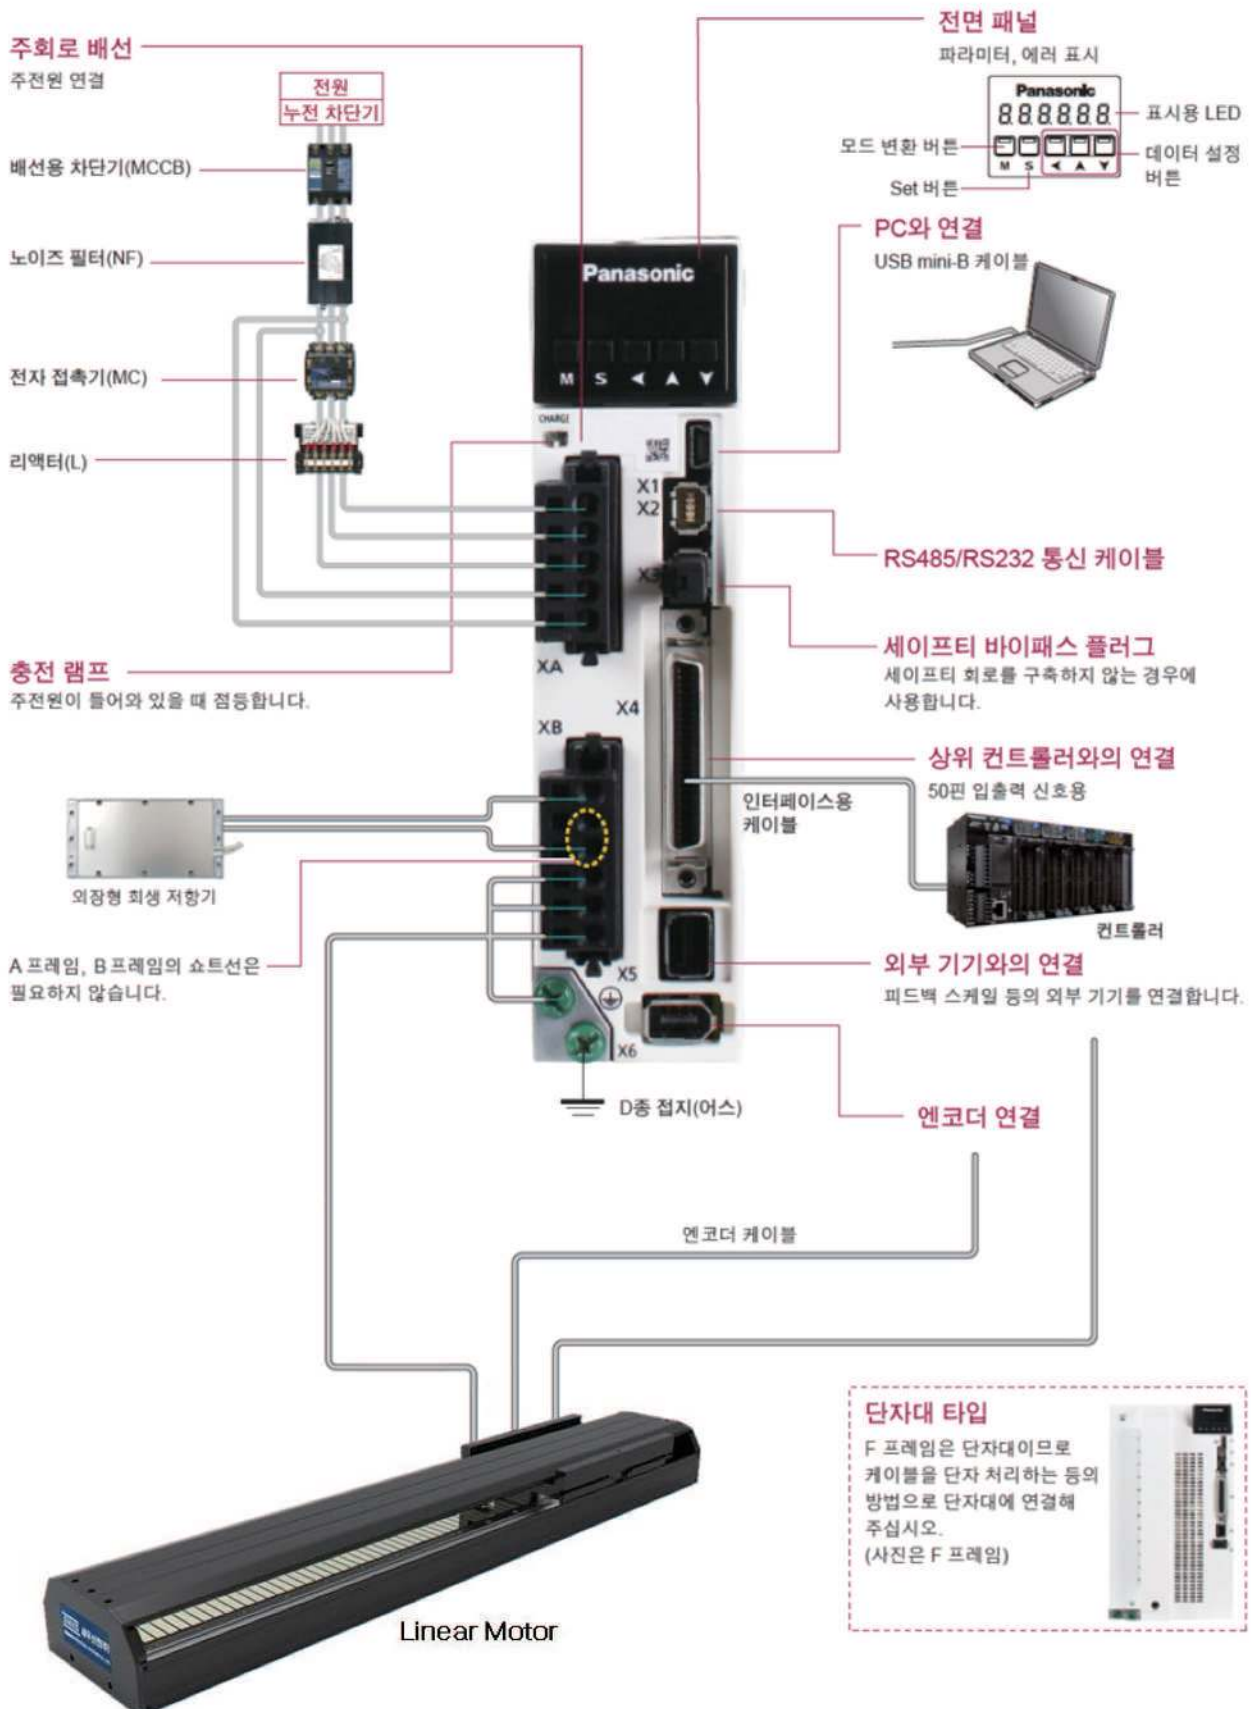 전면 패널
파라미터, 에러 표시
주회로 배선
주전원 연결
전원
누전 차단기
Panasonic
8.8.8.8.8.8.
표시용 LED
모드 변환 버튼
데이터 설정
버튼
M S
Set 버튼
배선용 차단기(MCCB)
PC와 연결
USB mini-B 케이블
노이즈 필터(NF)
Panasonic
M S
전자 접촉기(MC)
CHARGE
리액터(L)
X1
X2
RS485/RS232 통신 케이블
X3
세이프티 바이패스 플러그
세이프티 회로를 구축하지 않는 경우에
사용합니다.
XA
충전 램프
주전원이 들어와 있을 때 점등합니다.
X4
XB
상위 컨트롤러와의 연결
50핀 입출력 신호용
인터페이스용
케이블
외장형 회생 저항기
컨트롤러
A 프레임, B 프레임의 쇼트선은
필요하지 않습니다.
X5
외부 기기와의 연결
피드백 스케일 등의 외부 기기를 연결합니다.
X6
D종 접지(어스)
엔코더 연결
엔코더 케이블
단자대 타입
Panasonic
F 프레임은 단자대이므로
케이블을 단자 처리하는 등의
방법으로 단자대에 연결해
주십시오.
(사진은 F 프레임)
Linear Motor